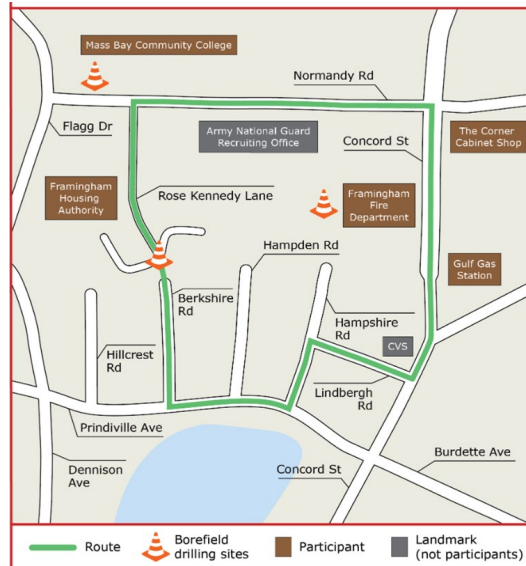 Mass Bay Community College
Normandy Rd
Flagg Dr
Army National Guard
Recruiting Office
Concord St
The Corner
Cabinet Shop
Framingham
Housing
Authority
Rose Kennedy Lane
Framingham
Fire
Department
Hampden Rd
Gulf Gas
Station
Berkshire
Rd
Hampshire
Rd
CVS
Hillcrest
Rd
Lindbergh
Rd
Prindiville Ave
Burdette Ave
Dennison
Ave
Concord St
Route
Borefield
drilling sites
Participant
Landmark
(not participants)